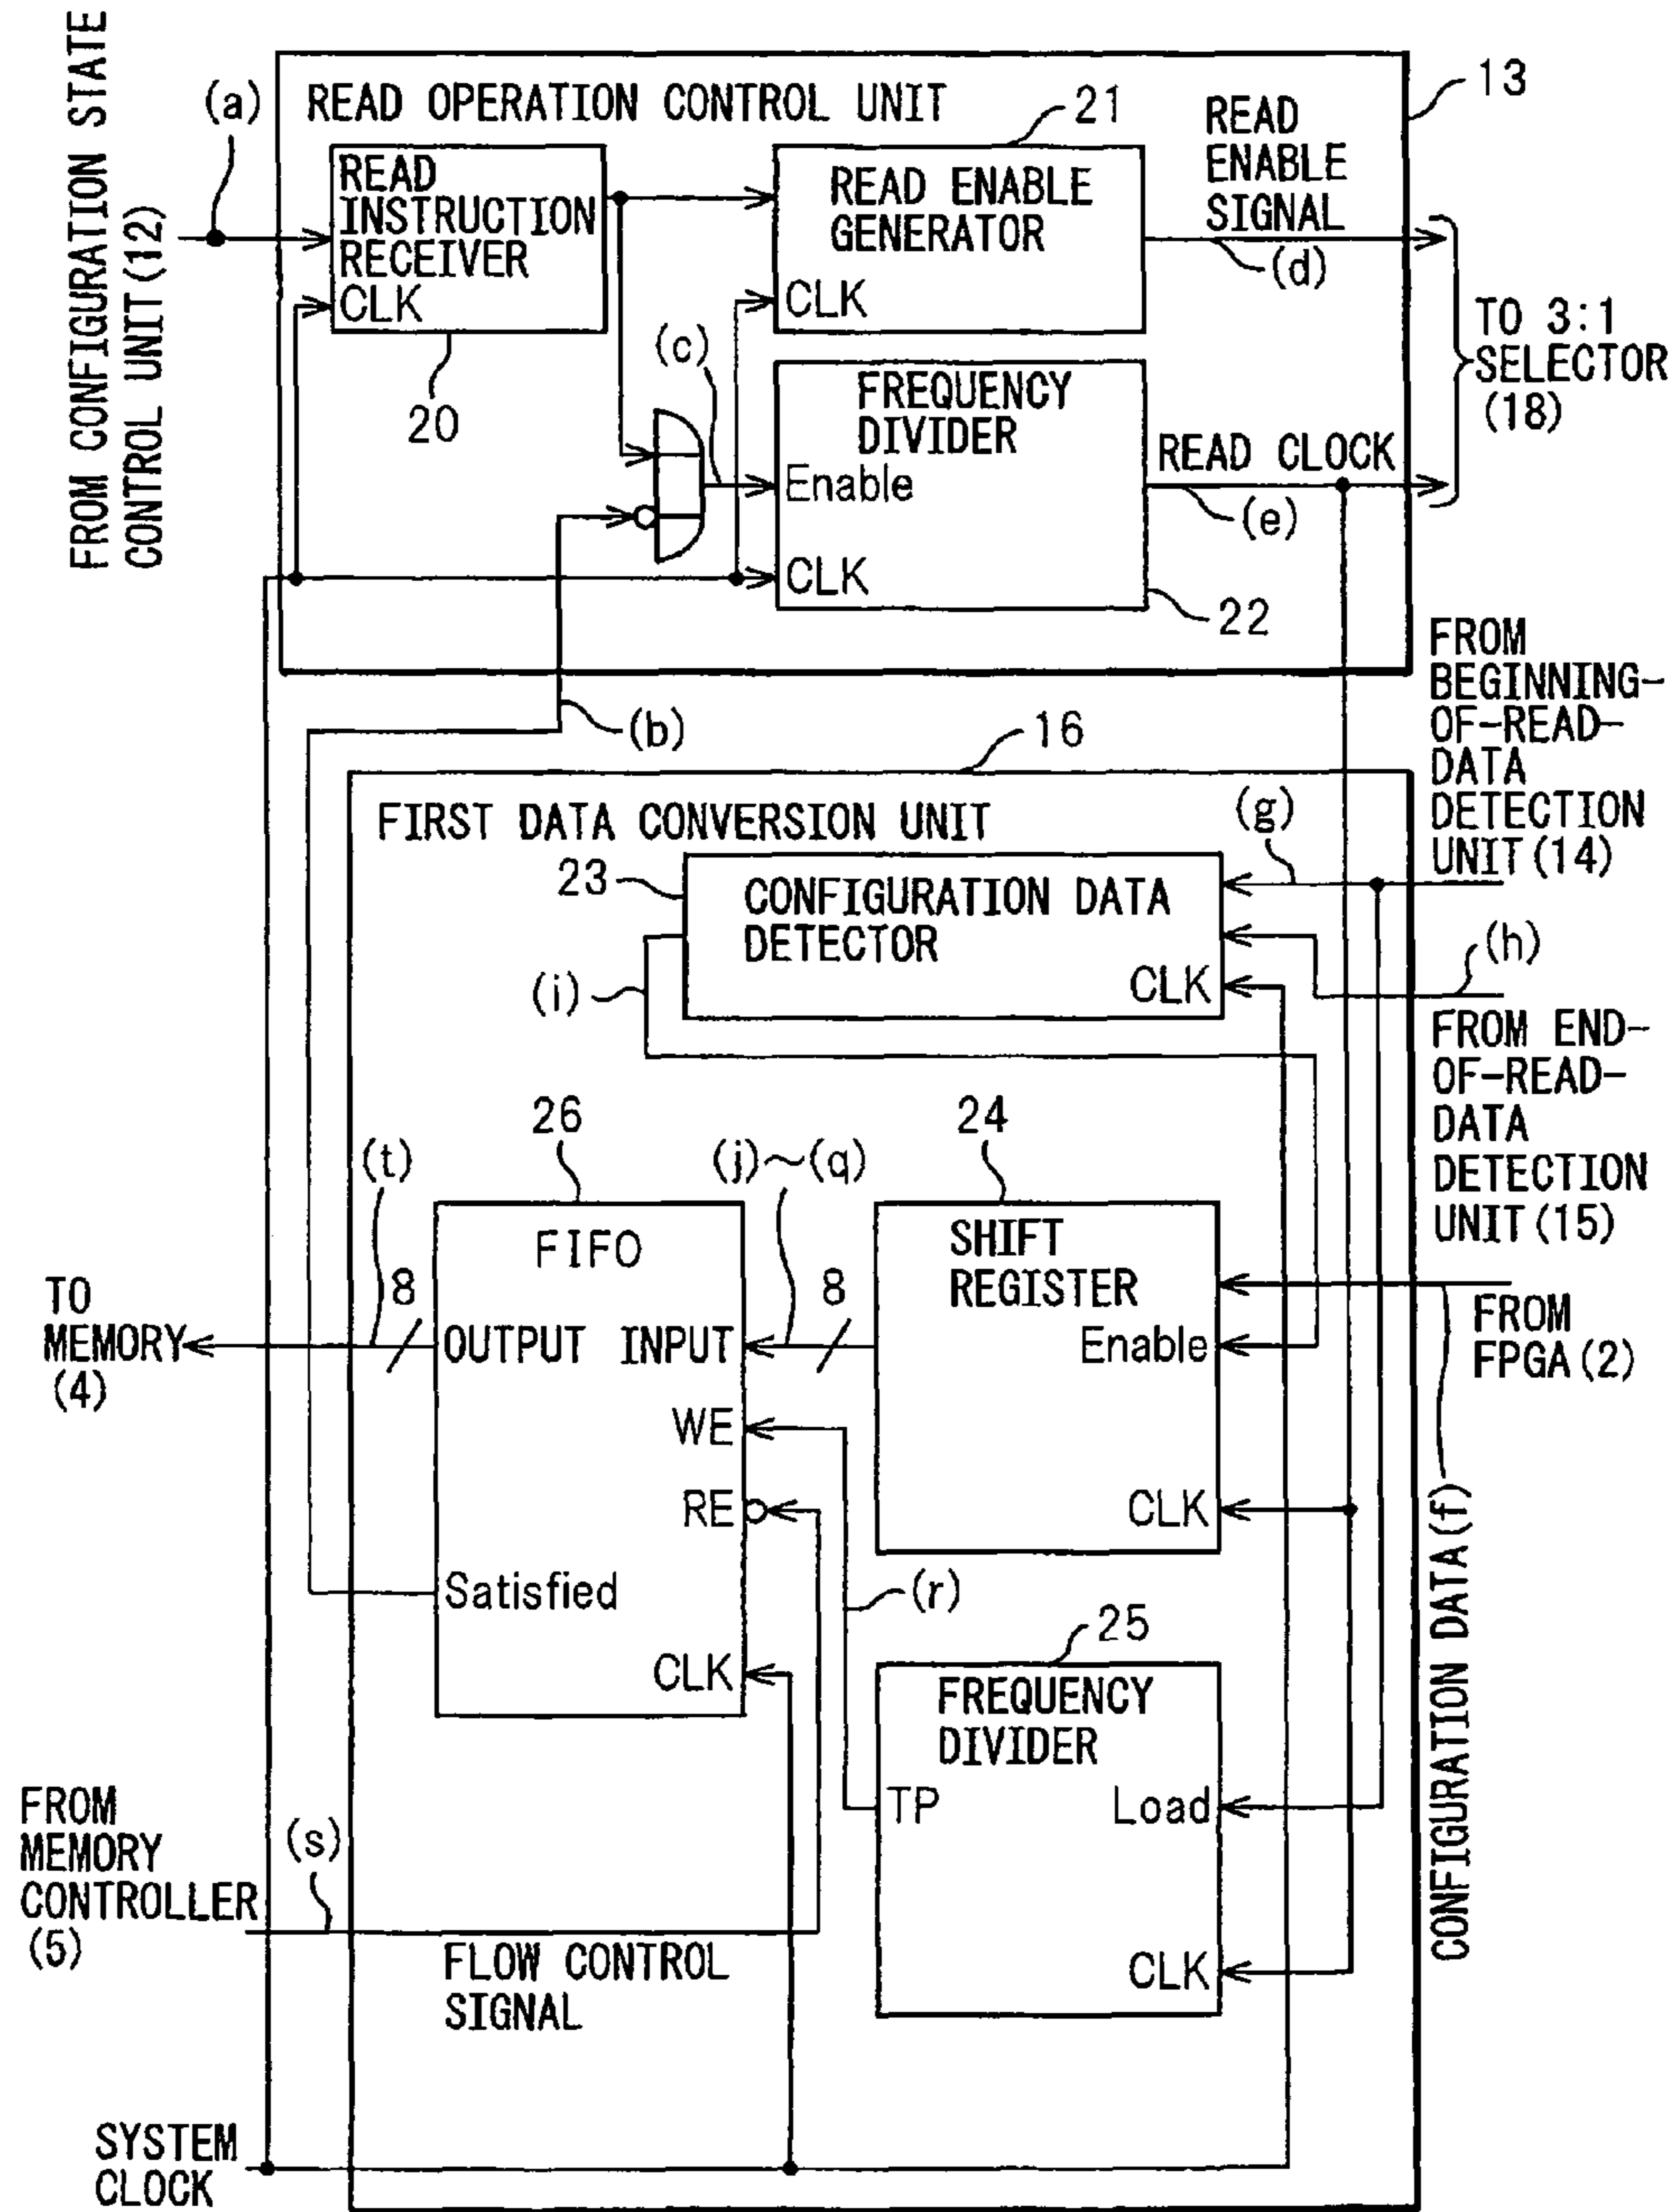 FROM CONFIGURATION STATE
CONTROL UNIT (12)
(a)
READ OPERATION CONTROL UNIT
13
READ
INSTRUCTION
RECEIVER
CLK
20
21
READ ENABLE
GENERATOR
CLK
READ
ENABLE
SIGNAL
(d)
TO 3:1
SELECTOR
(18)
(c)
FREQUENCY
DIVIDER
Enable
CLK
22
READ CLOCK
(e)
(b)
FROM
BEGINNING-
OF-READ-
DATA
DETECTION
UNIT (14)
16
FIRST DATA CONVERSION UNIT
23
CONFIGURATION DATA
DETECTOR
CLK
(g)
(h)
(i)
FROM END-
OF-READ-
DATA
DETECTION
UNIT (15)
26
FIFO
OUTPUT
INPUT
WE
RE
Satisfied
CLK
(t)
8
TO
MEMORY
(4)
(j)~(q)
8
24
SHIFT
REGISTER
Enable
CLK
FROM
FPGA (2)
CONFIGURATION DATA (f)
(r)
25
FREQUENCY
DIVIDER
TP
Load
CLK
FROM
MEMORY
CONTROLLER
(5)
(s)
FLOW CONTROL
SIGNAL
SYSTEM
CLOCK